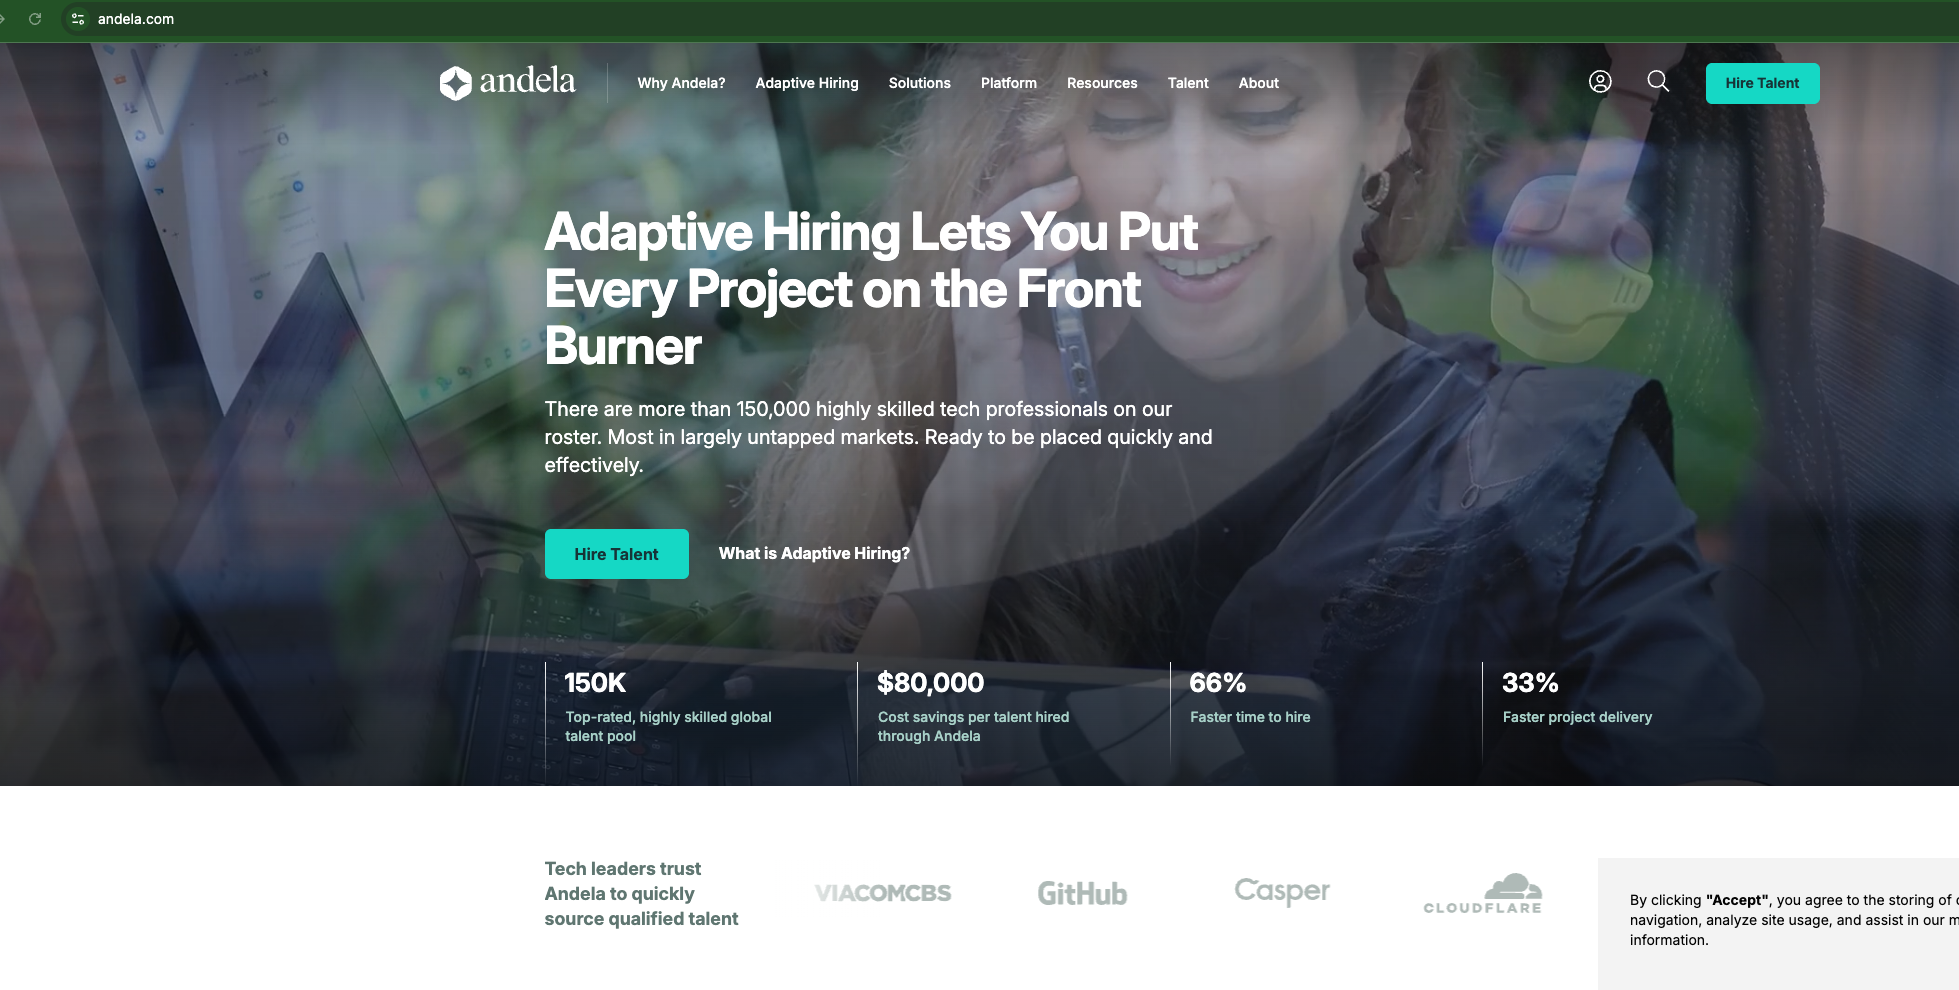 andela.com
andela
Why Andela?
Adaptive Hiring
Solutions
Platform
Resources
Talent
About
Hire Talent
Adaptive Hiring Lets You Put
Every Project on the Front
Burner
There are more than 150,000 highly skilled tech professionals on our
roster. Most in largely untapped markets. Ready to be placed quickly and
effectively.
Hire Talent
What is Adaptive Hiring?
150K
Top-rated, highly skilled global
talent pool
$80,000
Cost savings per talent hired
through Andela
66%
Faster time to hire
33%
Faster project delivery
Tech leaders trust
Andela to quickly
source qualified talent
VIACOMCBS
GitHub
Casper
CLOUDFLARE
By clicking "Accept", you agree to the storing of
navigation, analyze site usage, and assist in our
information.